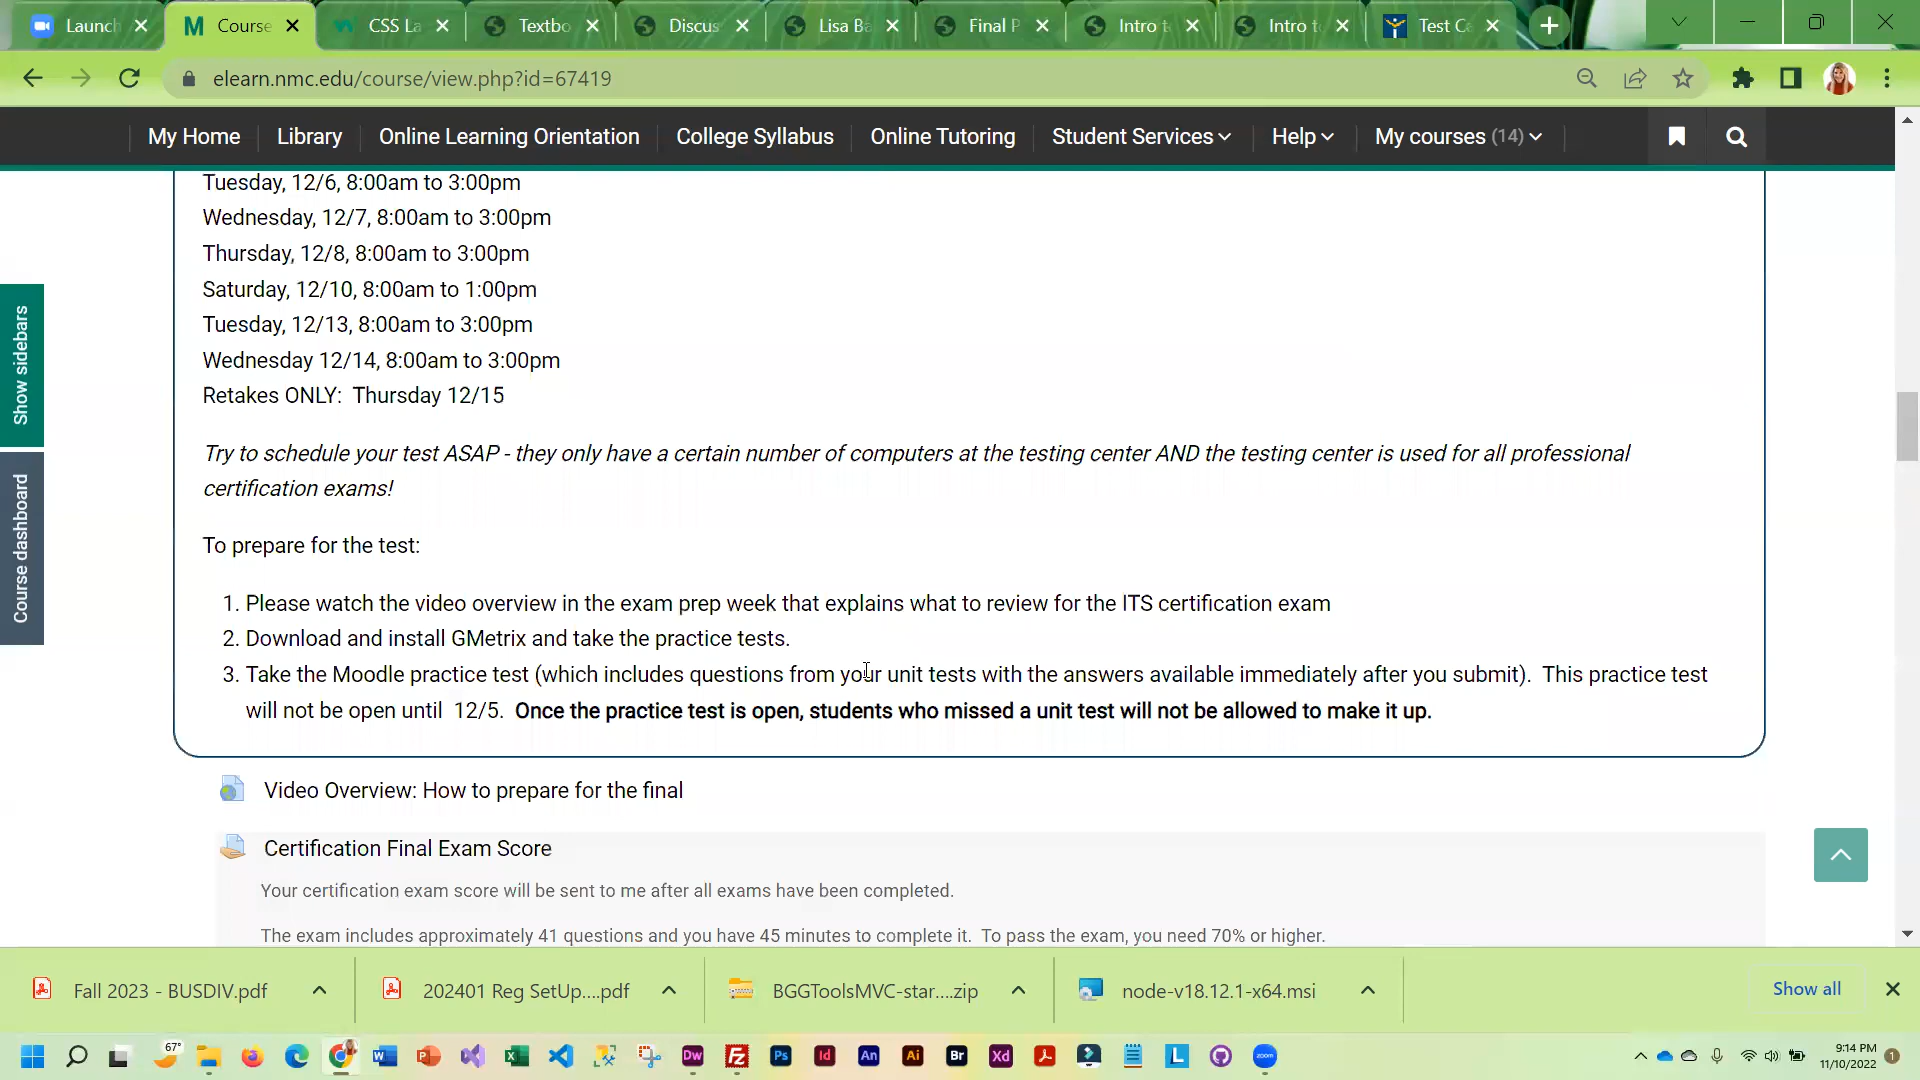 Launch
Course
CSS La
Textbo
Discus
Lisa Ba
Final P
Intro t
Intro t
Test Ce
elearn.nmc.edu/course/view.php?id=67419
My Home
Library
Online Learning Orientation
College Syllabus
Online Tutoring
Student Services
Help
My courses (14)
Tuesday, 12/6, 8:00am to 3:00pm
Wednesday, 12/7, 8:00am to 3:00pm
Thursday, 12/8, 8:00am to 3:00pm
Saturday, 12/10, 8:00am to 1:00pm
Tuesday, 12/13, 8:00am to 3:00pm
Wednesday 12/14, 8:00am to 3:00pm
Retakes ONLY:  Thursday 12/15
Try to schedule your test ASAP - they only have a certain number of computers at the testing center AND the testing center is used for all professional
certification exams!
To prepare for the test:
1. Please watch the video overview in the exam prep week that explains what to review for the ITS certification exam
2. Download and install GMetrix and take the practice tests.
3. Take the Moodle practice test (which includes questions from your unit tests with the answers available immediately after you submit).  This practice test
will not be open until  12/5.  Once the practice test is open, students who missed a unit test will not be allowed to make it up.
Show sidebars
Course dashboard
Video Overview: How to prepare for the final
Certification Final Exam Score
Your certification exam score will be sent to me after all exams have been completed.
The exam includes approximately 41 questions and you have 45 minutes to complete it.  To pass the exam, you need 70% or higher.
Fall 2023 - BUSDIV.pdf
202401 Reg SetUp....pdf
BGGToolsMVC-star....zip
node-v18.12.1-x64.msi
Show all
67°
Dw
Fz
Ps
Id
An
Ai
Br
Xd
L
zoom
9:14 PM
11/10/2022
1